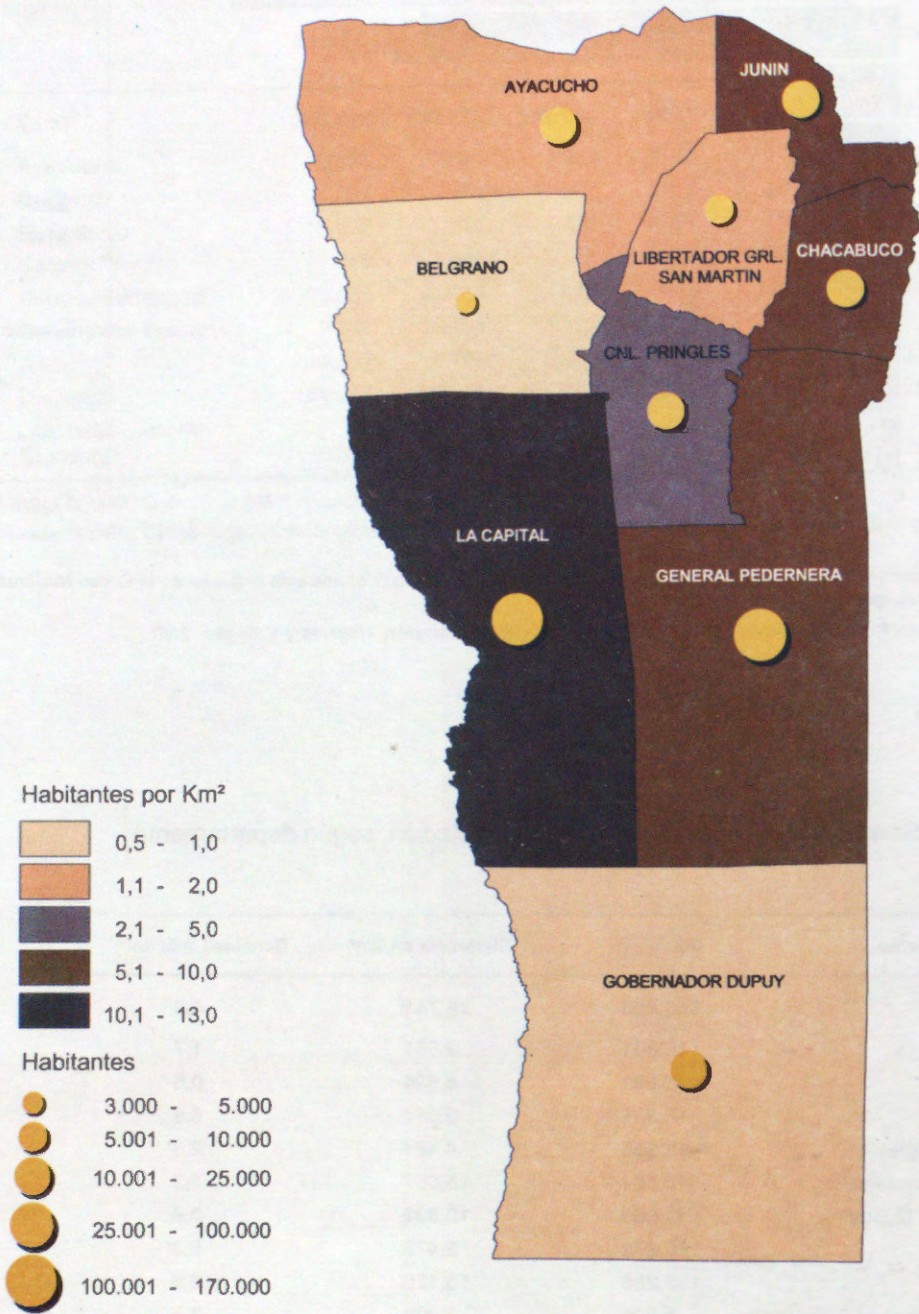 AYACUCHO
JUNIN
BELGRANO
LIBERTADOR GRL.
SAN MARTIN
CHACABUCO
CNL. PRINGLES
LA CAPITAL
GENERAL PEDERNERA
GOBERNADOR DUPUY
Habitantes por Km²
0,5 - 1,0
1,1 - 2,0
2,1 - 5,0
5,1 - 10,0
10,1 - 13,0
Habitantes
3.000 - 5.000
5.001 - 10.000
10.001 - 25.000
25.001 - 100.000
100.001 - 170.000